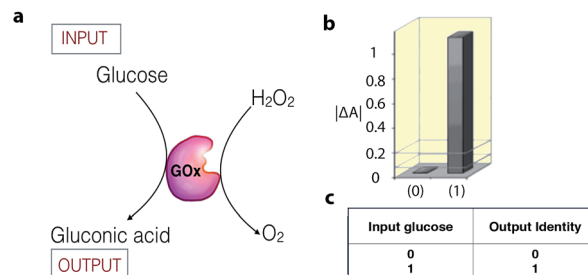 a
INPUT
Glucose
H₂O₂
GOx
Gluconic acid
O₂
OUTPUT
b
|ΔA|
1
0.8
0.6
0.4
0.2
0
(0) (1)
c
Input glucose Output Identity
0 0
1 1